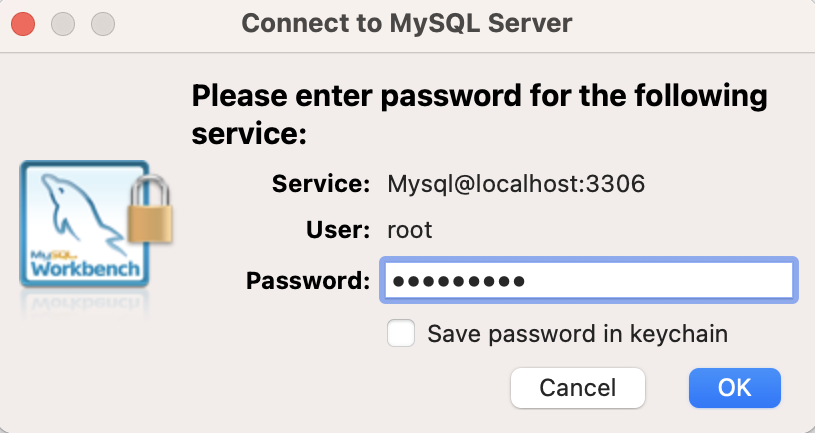 Connect to MySQL Server
Please enter password for the following
service:
Service: Mysql@localhost:3306
User: root
Password: •••••••••
Save password in keychain
MySQL
Workbench
Cancel OK